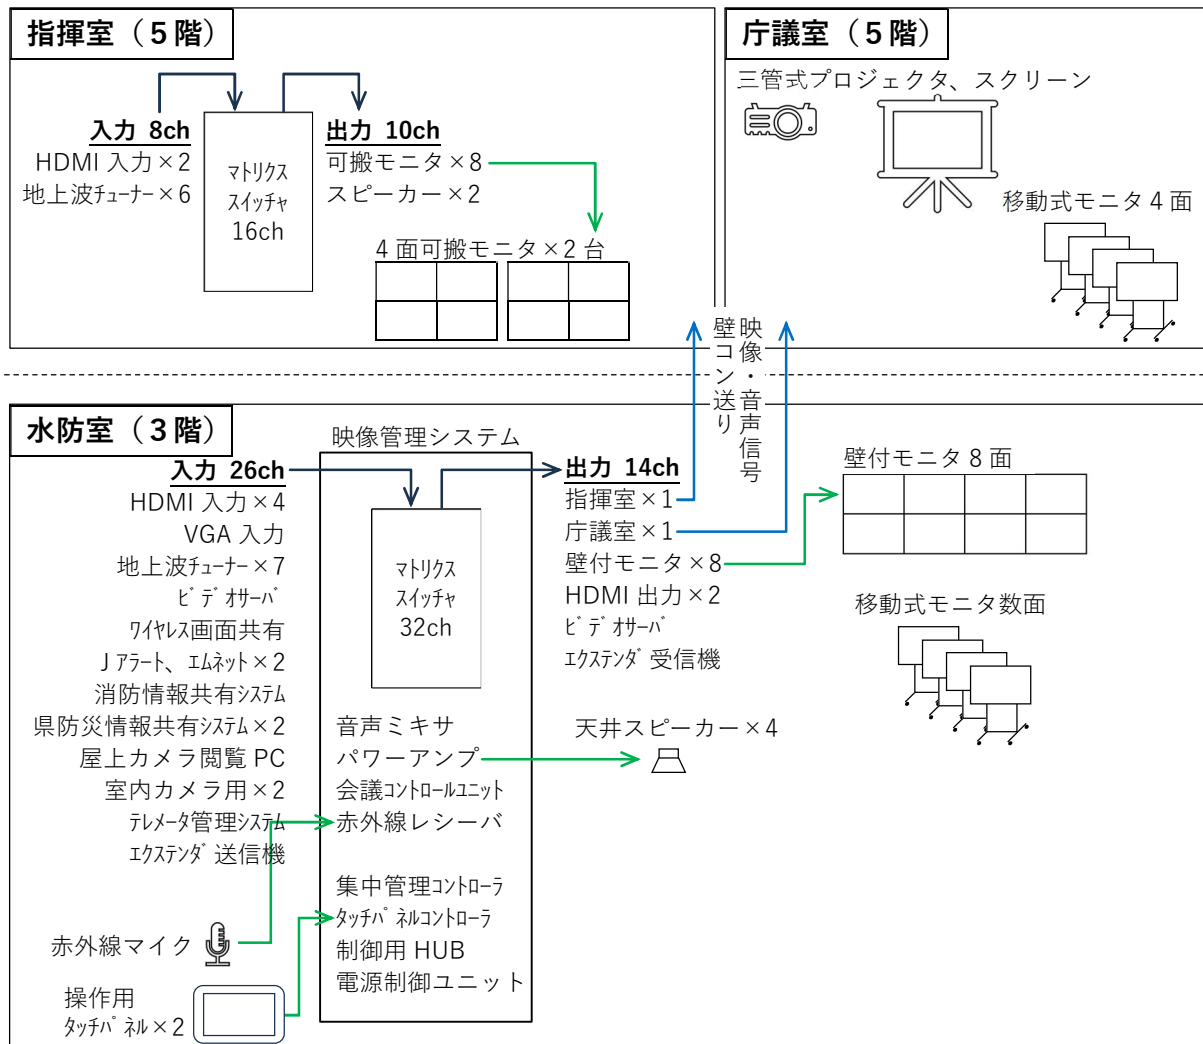 指揮室（５階）
入力 8ch
HDMI 入力×2
地上波ﾁｭｰﾅｰ×6
ﾏﾄﾘｸｽ
ｽｲｯﾁｬ
16ch
出力 10ch
可搬モニタ×8
スピーカー×2
4 面可搬モニタ×2 台
庁議室（５階）
三管式プロジェクタ、スクリーン
移動式モニタ 4 面
映像・音声信号
壁コン送り
水防室（３階）
入力 26ch
HDMI 入力×4
VGA 入力
地上波ﾁｭｰﾅｰ×7
ﾋﾞﾃﾞｵｻｰﾊﾞ
ﾜｲﾔﾚｽ画面共有
J ｱﾗｰﾄ、ｴﾑﾈｯﾄ×2
消防情報共有ｼｽﾃﾑ
県防災情報共有ｼｽﾃﾑ×2
屋上カメラ閲覧 PC
室内カメラ用×2
ﾃﾚﾒｰﾀ管理ｼｽﾃﾑ
ｴｸｽﾃﾝﾀﾞ送信機
赤外線マイク
操作用
ﾀｯﾁﾊﾟﾈﾙ×2
映像管理システム
ﾏﾄﾘｸｽ
ｽｲｯﾁｬ
32ch
音声ミキサ
パワーアンプ
会議ｺﾝﾄﾛｰﾙﾕﾆｯﾄ
赤外線レシーバ
集中管理ｺﾝﾄﾛｰﾗ
ﾀｯﾁﾊﾟﾈﾙｺﾝﾄﾛｰﾗ
制御用 HUB
電源制御ユニット
出力 14ch
指揮室×1
庁議室×1
壁付モニタ×8
HDMI 出力×2
ﾋﾞﾃﾞｵｻｰﾊﾞ
ｴｸｽﾃﾝﾀﾞ受信機
天井スピーカー×4
壁付モニタ 8 面
移動式モニタ数面